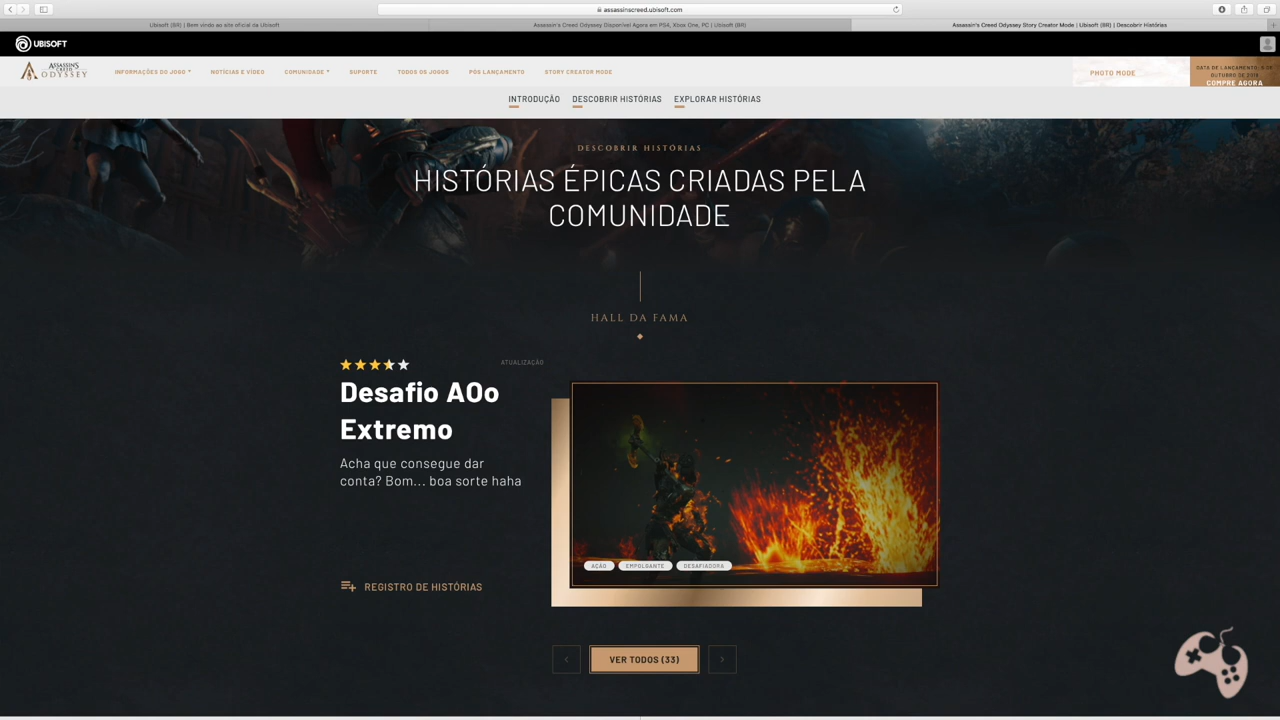 assassinscreed.ubisoft.com
Ubisoft (BR) | Bem vindo ao site oficial da Ubisoft
Assassin's Creed Odyssey Disponível Agora em PS4, Xbox One, PC | Ubisoft (BR)
Assassin's Creed Odyssey Story Creator Mode | Ubisoft (BR) | Descobrir Histórias
UBISOFT
ASSASSIN'S CREED ODYSSEY
INFORMAÇÕES DO JOGO
NOTÍCIAS E VÍDEO
COMUNIDADE
SUPORTE
TODOS OS JOGOS
PÓS LANÇAMENTO
STORY CREATOR MODE
PHOTO MODE
DATA DE LANÇAMENTO: 5 DE
OUTUBRO DE 2018
COMPRE AGORA
INTRODUÇÃO
DESCOBRIR HISTÓRIAS
EXPLORAR HISTÓRIAS
DESCOBRIR HISTÓRIAS
HISTÓRIAS ÉPICAS CRIADAS PELA
COMUNIDADE
HALL DA FAMA
ATUALIZAÇÃO
Desafio AOo
Extremo
Acha que consegue dar
conta? Bom... boa sorte haha
AÇÃO
EMPOLGANTE
DESAFIADORA
REGISTRO DE HISTÓRIAS
VER TODOS (33)